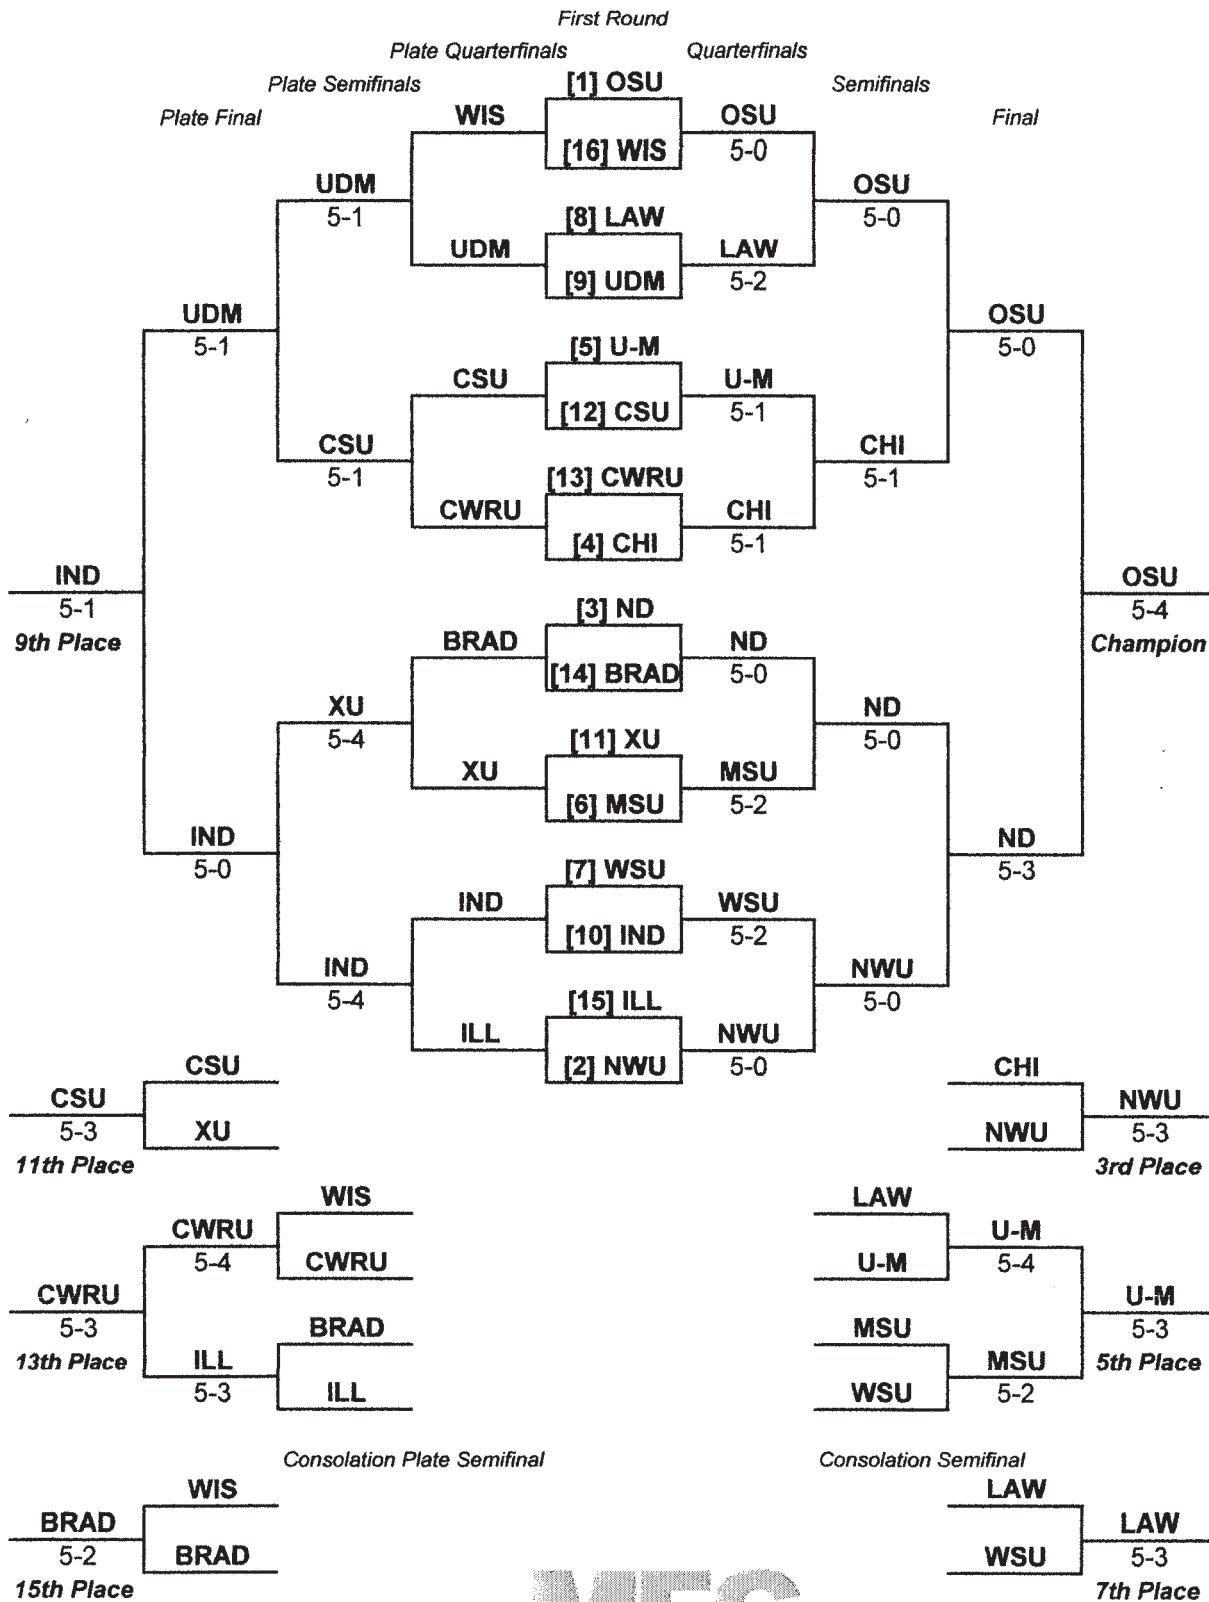 First Round
Plate Quarterfinals Quarterfinals
Plate Semifinals [1] OSU Semifinals
Plate Final WIS OSU Final
[16] WIS 5-0
UDM OSU
5-1 [8] LAW 5-0
UDM LAW
[9] UDM 5-2
UDM OSU
5-1 [5] U-M 5-0
CSU U-M
[12] CSU 5-1
CSU CHI
5-1 [13] CWRU 5-1
CWRU CHI
[4] CHI 5-1
IND OSU
5-1 [3] ND 5-4
9th Place BRAD ND Champion
[14] BRAD 5-0
XU ND
5-4 [11] XU 5-0
XU MSU
[6] MSU 5-2
IND ND
5-0 [7] WSU 5-3
IND WSU
[10] IND 5-2
IND NWU
5-4 [15] ILL 5-0
ILL NWU
[2] NWU 5-0
CSU CHI
CSU NWU
5-3 XU NWU 5-3
11th Place 3rd Place
WIS LAW
CWRU U-M
5-4 CWRU U-M 5-4
CWRU U-M
5-3 BRAD MSU 5-3
13th Place ILL MSU 5th Place
5-3 ILL WSU 5-2
Consolation Plate Semifinal Consolation Semifinal
WIS LAW
BRAD LAW
5-2 BRAD WSU 5-3
15th Place 7th Place